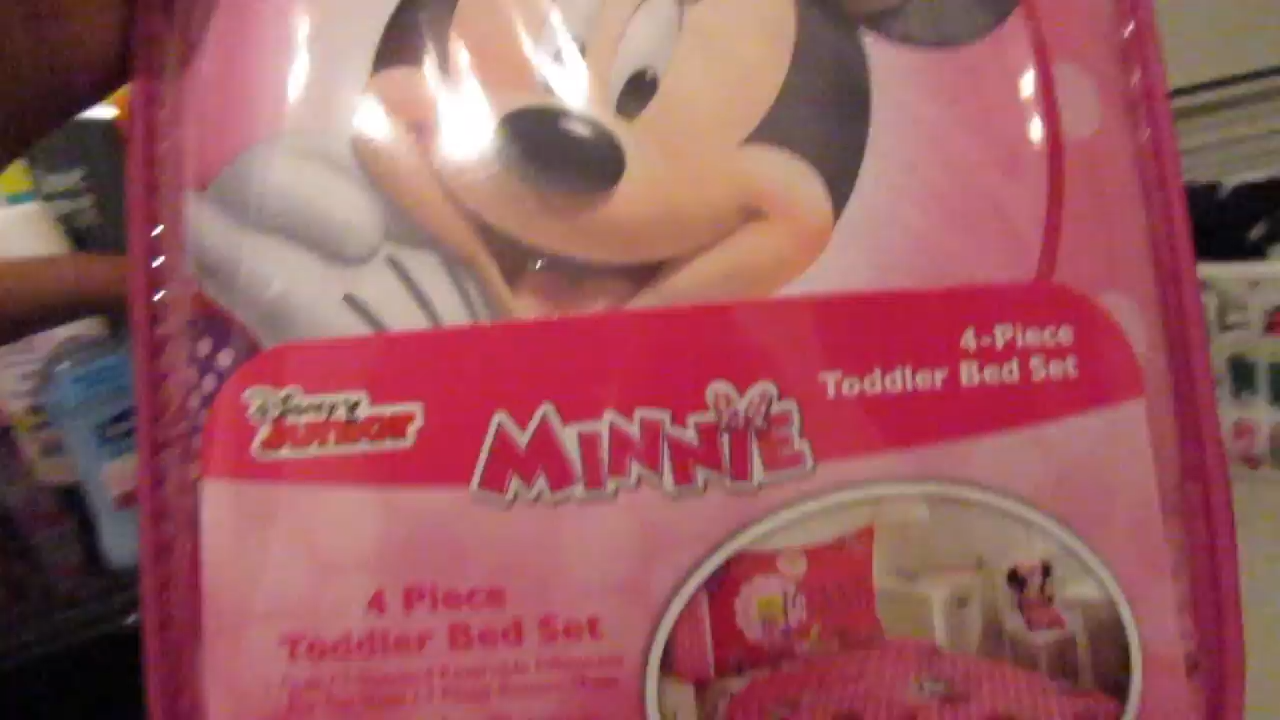 4-Piece
Toddler Bed Set
Disney
JUNIOR
MINNIE
4 Piece
Toddler Bed Set